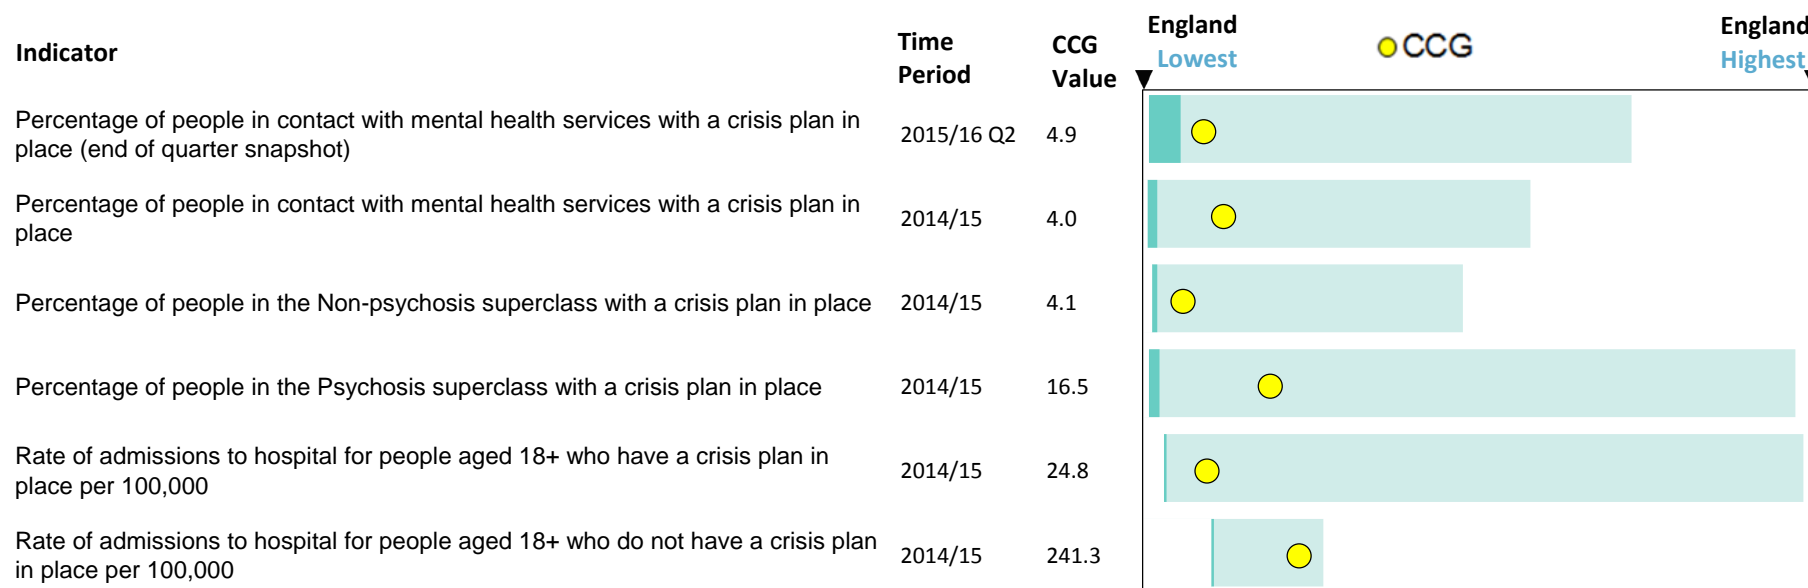 Indicator
Time
Period
CCG
Value
England
Lowest
CCG
England
Highest
Percentage of people in contact with mental health services with a crisis plan in
place (end of quarter snapshot)
2015/16 Q2
4.9
Percentage of people in contact with mental health services with a crisis plan in
place
2014/15
4.0
Percentage of people in the Non-psychosis superclass with a crisis plan in place
2014/15
4.1
Percentage of people in the Psychosis superclass with a crisis plan in place
2014/15
16.5
Rate of admissions to hospital for people aged 18+ who have a crisis plan in
place per 100,000
2014/15
24.8
Rate of admissions to hospital for people aged 18+ who do not have a crisis plan
in place per 100,000
2014/15
241.3